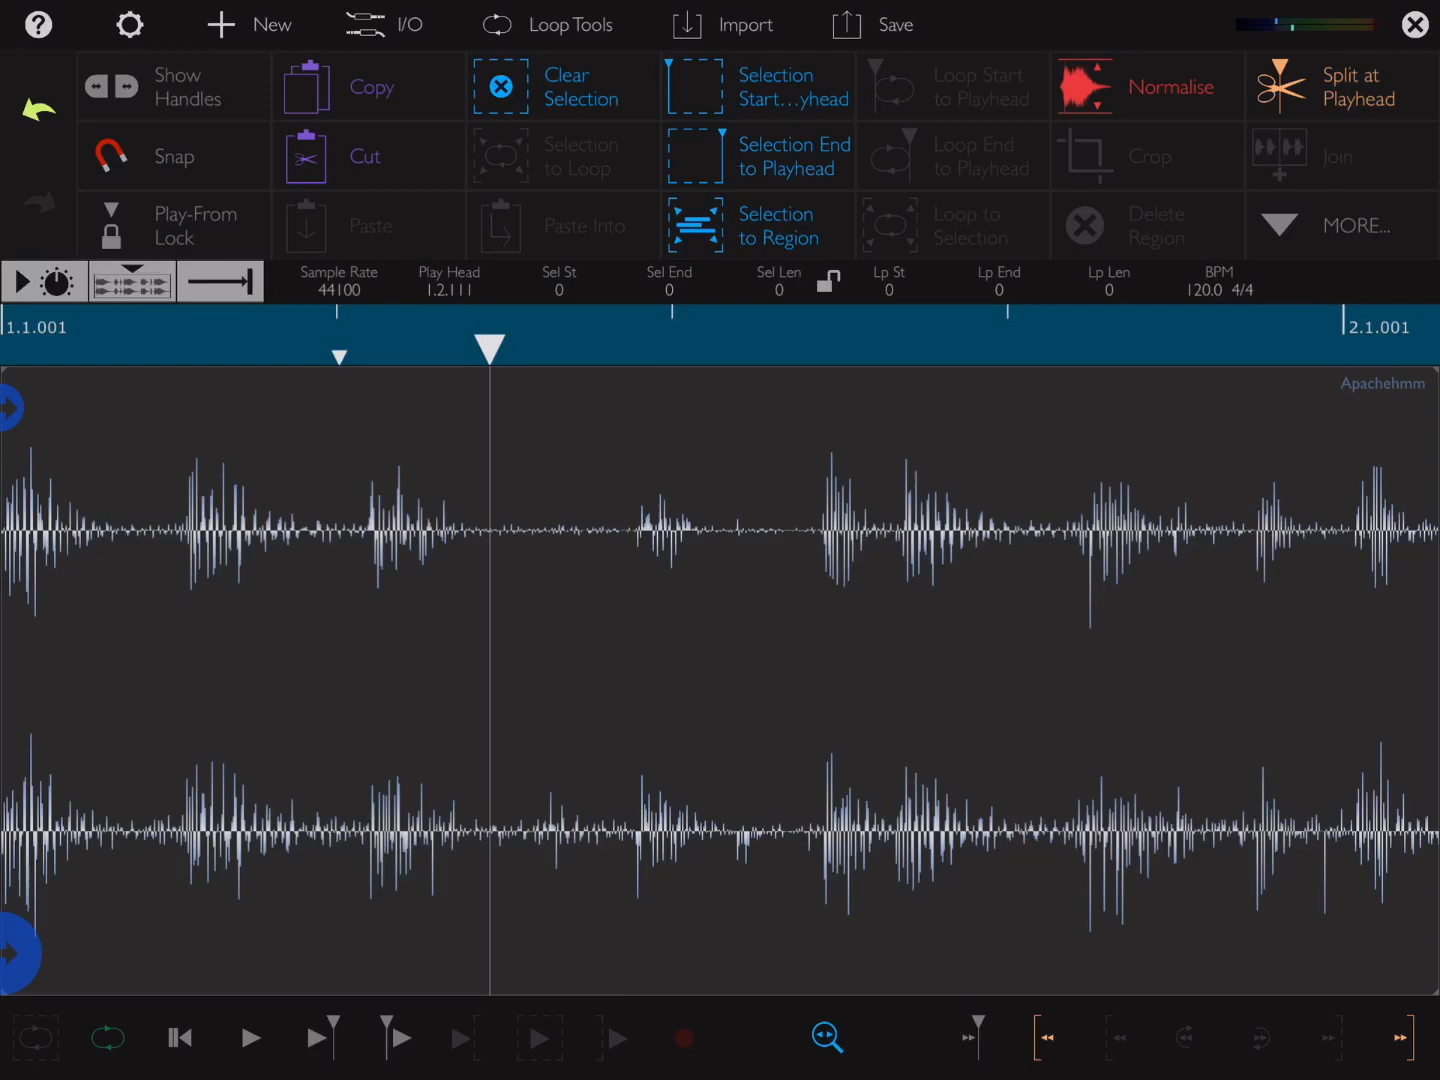 ? New I/O Loop Tools Import Save
Show
Handles
Copy
Clear
Selection
Selection
Start...yhead
Loop Start
to Playhead
Normalise
Split at
Playhead
Snap
Cut
Selection
to Loop
Selection End
to Playhead
Loop End
to Playhead
Crop
Join
Play-From
Lock
Paste
Paste Into
Selection
to Region
Loop to
Selection
Delete
Region
MORE...
Sample Rate Play Head Sel St Sel End Sel Len Lp St Lp End Lp Len BPM
44100 1.2.111 0 0 0 0 0 0 120.0 4/4
1.1.001 2.1.001
Apachehmm